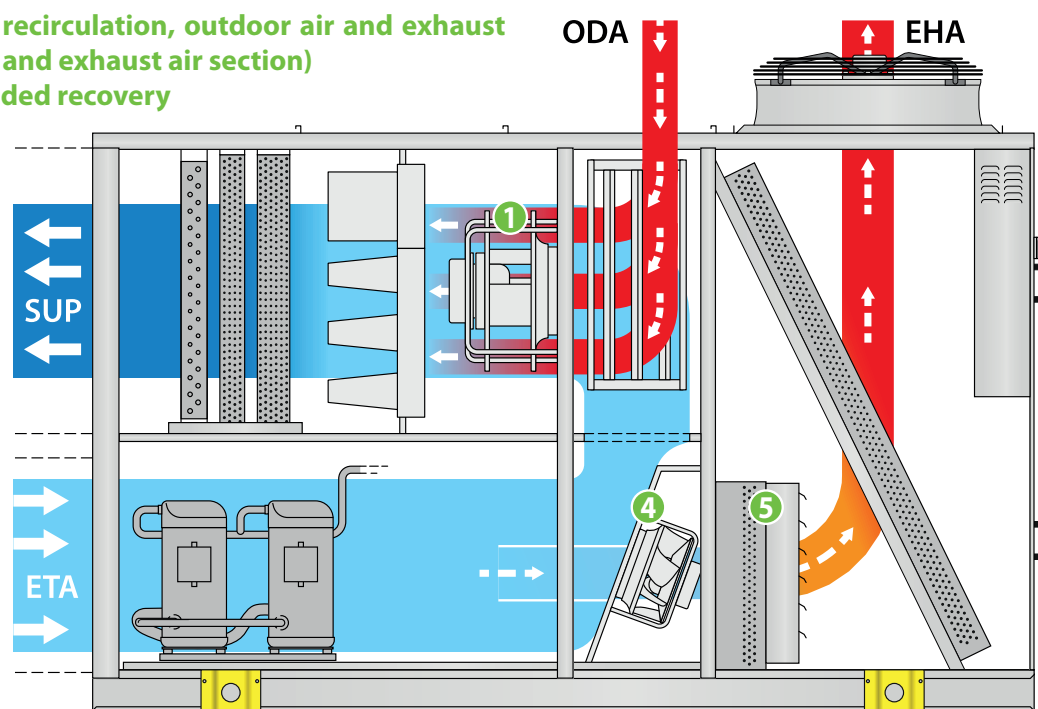 recirculation, outdoor air and exhaust
and exhaust air section)
ded recovery
ODA
EHA
1
SUP
4
5
ETA